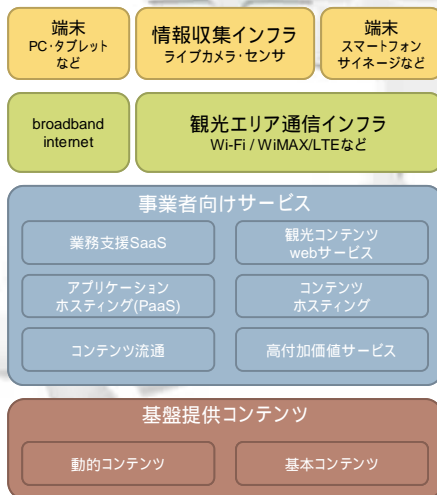 端末
PC・タブレット
など
情報収集インフラ
ライブカメラ・センサ
端末
スマートフォン
サイネージなど
broadband
internet
観光エリア通信インフラ
Wi-Fi / WiMAX/LTEなど
事業者向けサービス
業務支援SaaS
観光コンテンツ
webサービス
アプリケーション
ホスティング(PaaS)
コンテンツ
ホスティング
コンテンツ流通
高付加価値サービス
基盤提供コンテンツ
動的コンテンツ
基本コンテンツ